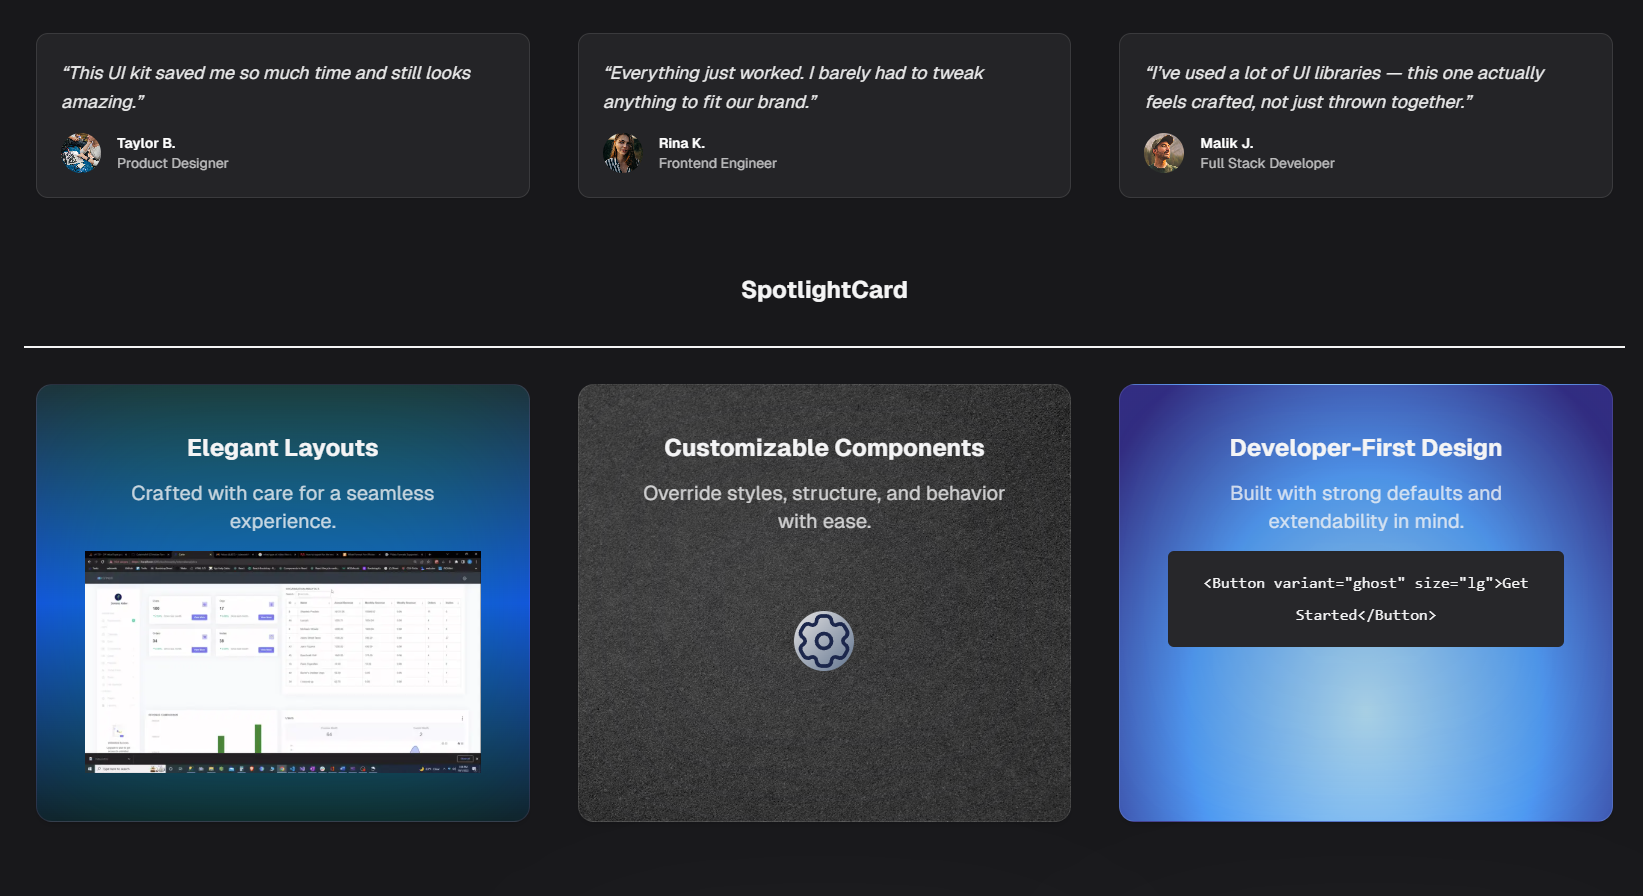 “This UI kit saved me so much time and still looks
amazing.”
Taylor B.
Product Designer
“Everything just worked. I barely had to tweak
anything to fit our brand.”
Rina K.
Frontend Engineer
“I’ve used a lot of UI libraries — this one actually
feels crafted, not just thrown together.”
Malik J.
Full Stack Developer
SpotlightCard
Elegant Layouts
Crafted with care for a seamless
experience.
Customizable Components
Override styles, structure, and behavior
with ease.
Developer-First Design
Built with strong defaults and
extendability in mind.
<Button variant="ghost" size="lg">Get
Started</Button>